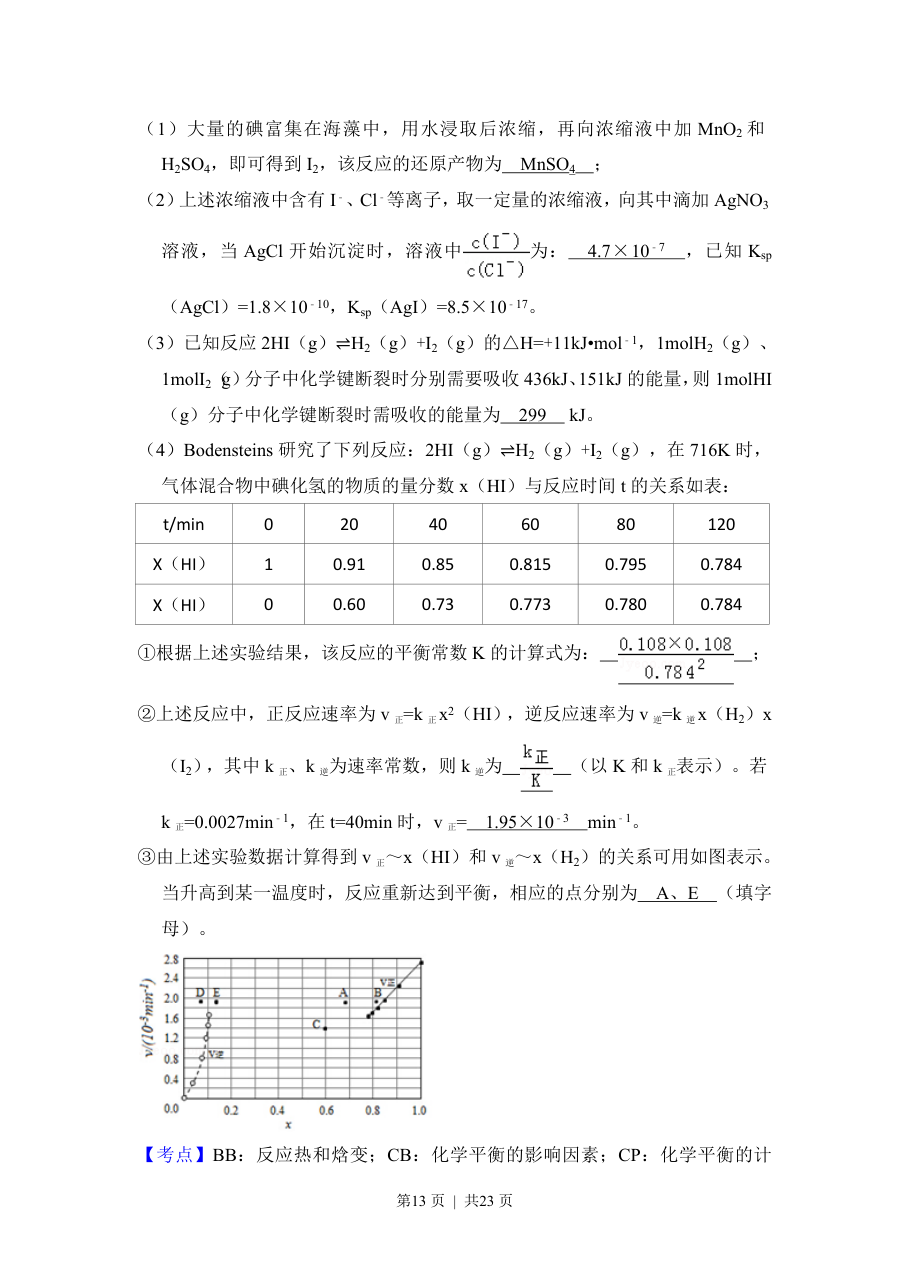 （1）大量的碘富集在海藻中，用水浸取后浓缩，再向浓缩液中加 MnO₂ 和
H₂SO₄，即可得到 I₂，该反应的还原产物为 MnSO₄ ；
（2）上述浓缩液中含有 I⁻、Cl⁻等离子，取一定量的浓缩液，向其中滴加 AgNO₃
溶液，当 AgCl 开始沉淀时，溶液中 c(I⁻)/c(Cl⁻) 为： 4.7×10⁻⁷ ，已知 Ksp
（AgCl）=1.8×10⁻¹⁰，Ksp（AgI）=8.5×10⁻¹⁷。
（3）已知反应 2HI（g）⇌H₂（g）+I₂（g）的△H=+11kJ•mol⁻¹，1molH₂（g）、
1molI₂（g）分子中化学键断裂时分别需要吸收 436kJ、151kJ 的能量，则 1molHI
（g）分子中化学键断裂时需吸收的能量为 299 kJ。
（4）Bodensteins 研究了下列反应：2HI（g）⇌H₂（g）+I₂（g），在 716K 时，
气体混合物中碘化氢的物质的量分数 x（HI）与反应时间 t 的关系如表：
t/min 0 20 40 60 80 120
X（HI） 1 0.91 0.85 0.815 0.795 0.784
X（HI） 0 0.60 0.73 0.773 0.780 0.784
①根据上述实验结果，该反应的平衡常数 K 的计算式为： 0.108×0.108/0.784² ；
②上述反应中，正反应速率为 v正=k正x²（HI），逆反应速率为 v逆=k逆x（H₂）x
（I₂），其中 k正、k逆为速率常数，则 k逆为 k正/K （以 K 和 k正表示）。若
k正=0.0027min⁻¹，在 t=40min 时，v正= 1.95×10⁻³ min⁻¹。
③由上述实验数据计算得到 v正～x（HI）和 v逆～x（H₂）的关系可用如图表示。
当升高到某一温度时，反应重新达到平衡，相应的点分别为 A、E （填字
母）。
v/(10⁻³min⁻¹)
2.8
2.4
2.0
1.6
1.2
0.8
0.4
0.0
D E A B
C
v正
v逆
0.2 0.4 0.6 0.8 1.0
x
【考点】BB：反应热和焓变；CB：化学平衡的影响因素；CP：化学平衡的计
第13 页 | 共23 页